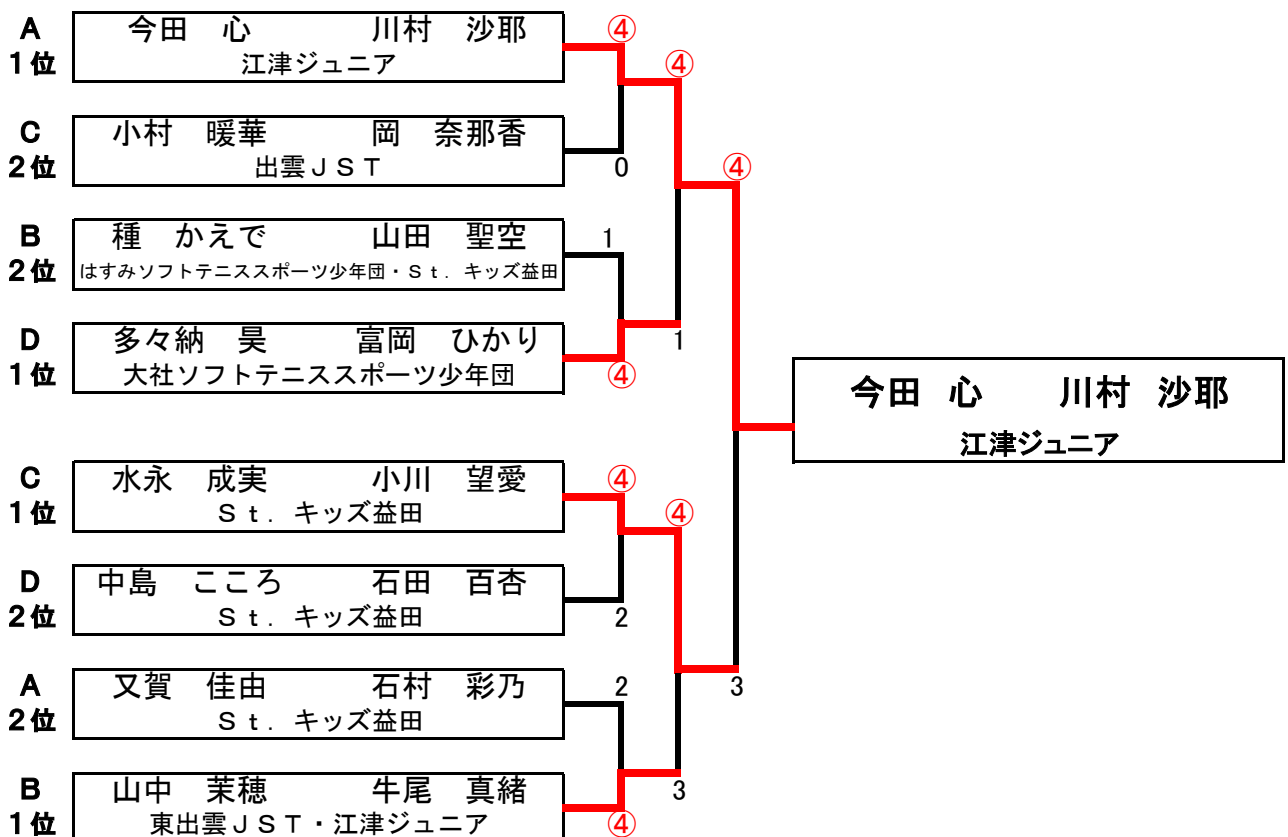 A
1位
今田 心 川村 沙耶
江津ジュニア
④
④
C
2位
小村 暖華 岡 奈那香
出雲JST
0
④
B
2位
種 かえで 山田 聖空
はすみソフトテニススポーツ少年団・St.キッズ益田
1
D
1位
多々納 昊 富岡 ひかり
大社ソフトテニススポーツ少年団
④
1
今田 心 川村 沙耶
江津ジュニア
C
1位
水永 成実 小川 望愛
St.キッズ益田
④
④
D
2位
中島 こころ 石田 百杏
St.キッズ益田
2
A
2位
又賀 佳由 石村 彩乃
St.キッズ益田
2
3
B
1位
山中 茉穂 牛尾 真緒
東出雲JST・江津ジュニア
④
3